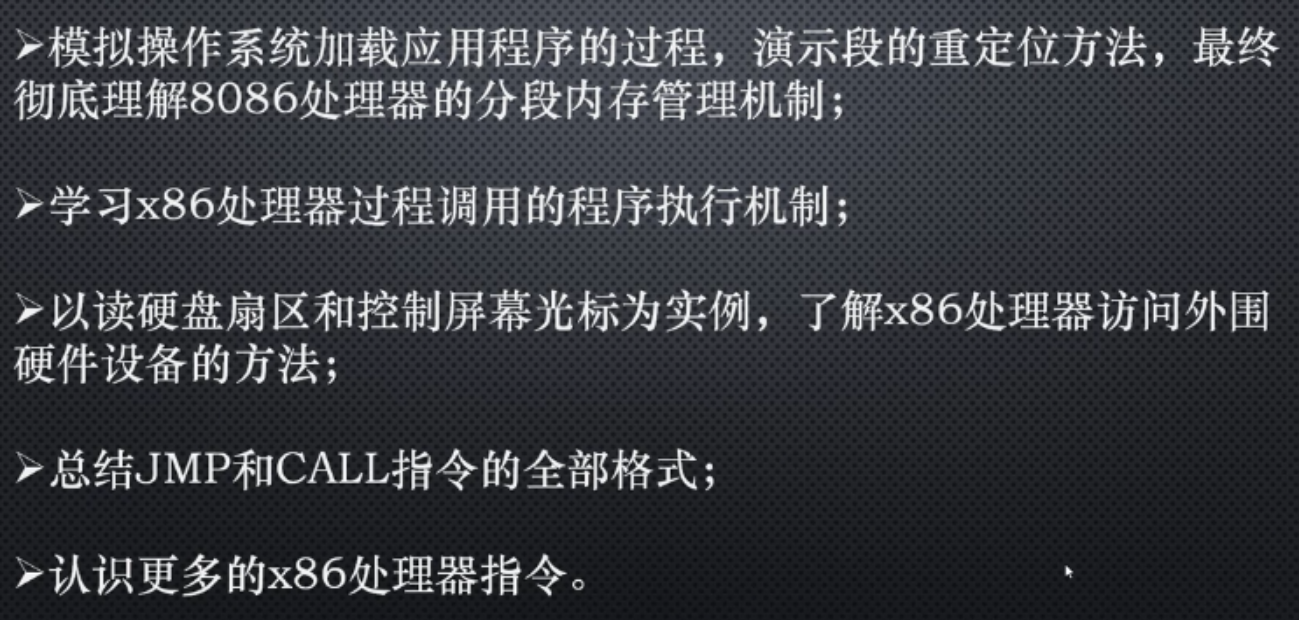 ➢模拟操作系统加载应用程序的过程，演示段的重定位方法，最终
彻底理解8086处理器的分段内存管理机制；
➢学习x86处理器过程调用的程序执行机制；
➢以读硬盘扇区和控制屏幕光标为实例，了解x86处理器访问外围
硬件设备的方法；
➢总结JMP和CALL指令的全部格式；
➢认识更多的x86处理器指令。